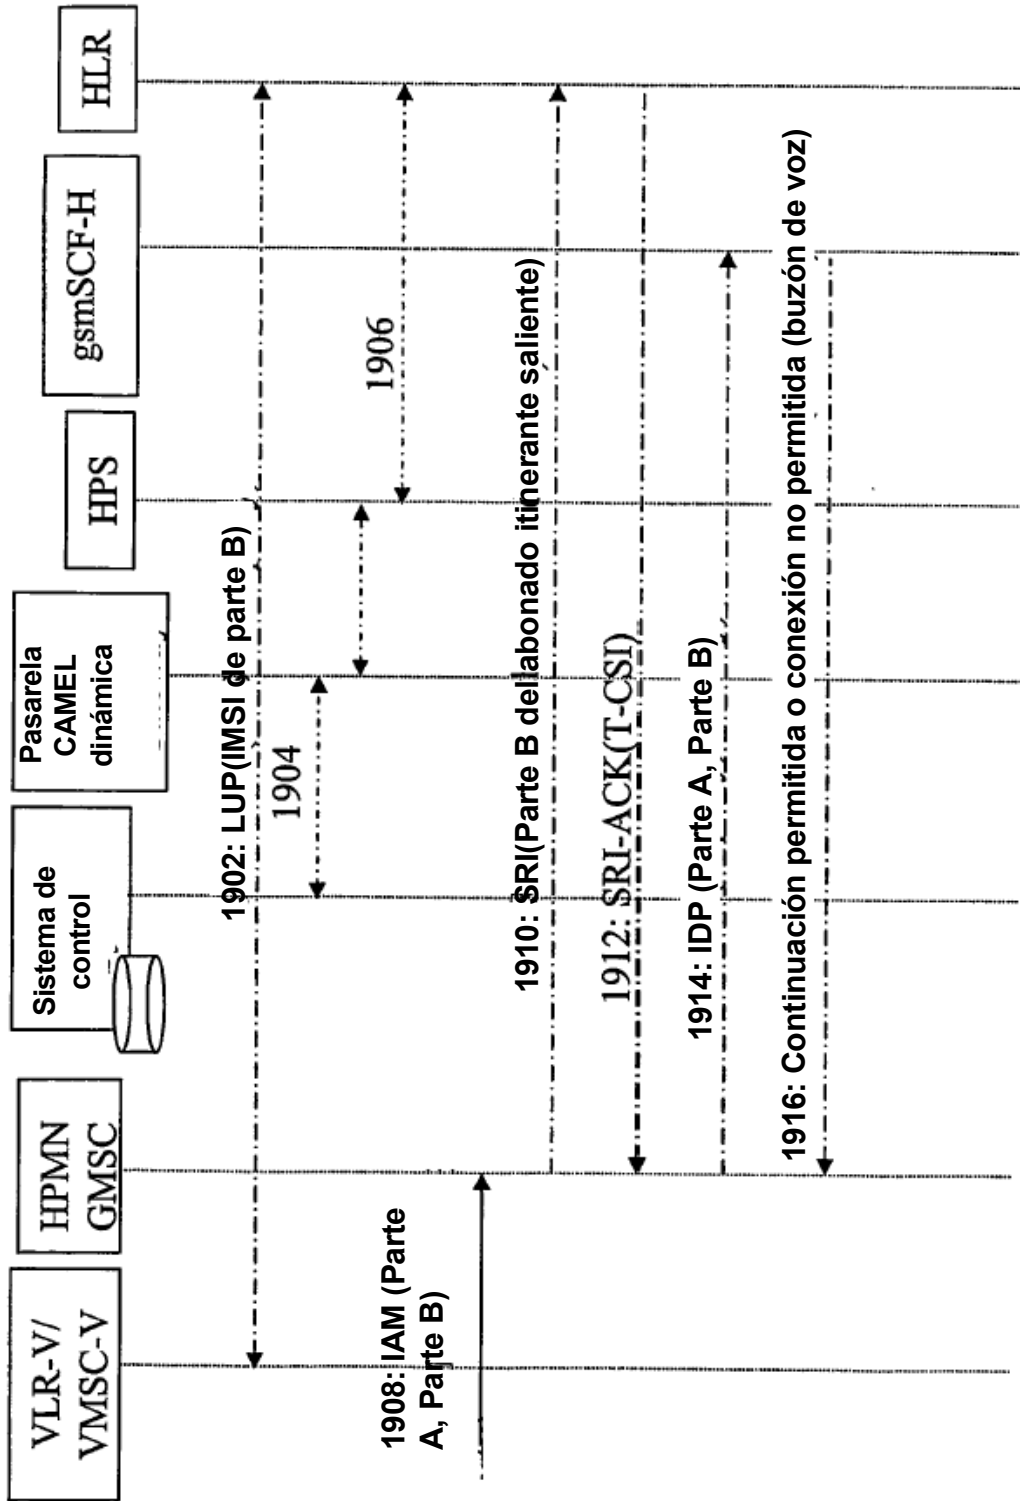 VLR-V/
VMSC-V
HPMN
GMSC
Sistema de
control
Pasarela
CAMEL
dinámica
HPS
gsmSCF-H
HLR
1902: LUP(IMSI de parte B)
1904
1906
1908: IAM (Parte
A, Parte B)
1910: SRI(Parte B dellabonado itinerante saliente)
1912: SRI-ACK(T-CSI)
1914: IDP (Parte A, Parte B)
1916: Continuación permitida o conexión no permitida (buzón de voz)